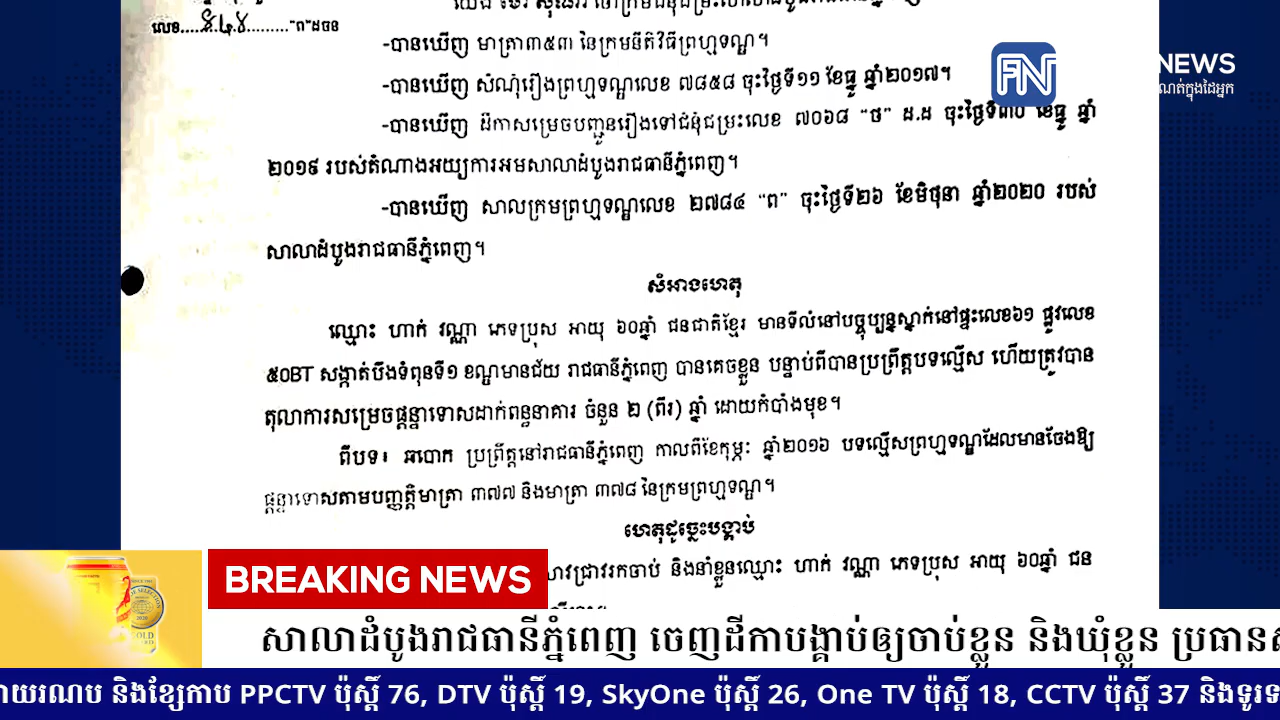 លេខ.............."ព"ដចន
-បានឃើញ មាត្រា៣៥៣ នៃក្រមនីតិវិធីព្រហ្មទណ្ឌ។
-បានឃើញ សំណុំរឿងព្រហ្មទណ្ឌលេខ ៧៨៥៨ ចុះថ្ងៃទី១១ ខែធ្នូ ឆ្នាំ២០១៧។
-បានឃើញ ដីកាសម្រេចបញ្ជូនរឿងទៅជំនុំជម្រះលេខ ៧០៦៨ "ថ" ដ.ដ ចុះថ្ងៃទី៣០ ខែធ្នូ ឆ្នាំ
២០១៩ របស់តំណាងអយ្យការអមសាលាដំបូងរាជធានីភ្នំពេញ។
-បានឃើញ សាលក្រមព្រហ្មទណ្ឌលេខ ២៧៨៤ "ព" ចុះថ្ងៃទី២៦ ខែមិថុនា ឆ្នាំ២០២០ របស់
សាលាដំបូងរាជធានីភ្នំពេញ។
សំអាងហេតុ
ឈ្មោះ ហាក់ វណ្ណា ភេទប្រុស អាយុ ៦០ឆ្នាំ ជនជាតិខ្មែរ មានទីលំនៅបច្ចុប្បន្នស្នាក់នៅផ្ទះលេខ៦១ ផ្លូវលេខ
៥០BT សង្កាត់បឹងទំពុនទី១ ខណ្ឌមានជ័យ រាជធានីភ្នំពេញ បានគេចខ្លួន បន្ទាប់ពីបានប្រព្រឹត្តបទល្មើស ហើយត្រូវបាន
តុលាការសម្រេចផ្តន្ទាទោសដាក់ពន្ធនាគារ ចំនួន ២ (ពីរ) ឆ្នាំ ដោយកំបាំងមុខ។
ពីបទ៖ ឆបោក ប្រព្រឹត្តនៅរាជធានីភ្នំពេញ កាលពីខែកុម្ភៈ ឆ្នាំ២០១៦ បទល្មើសព្រហ្មទណ្ឌដែលមានចែងឱ្យ
ផ្តន្ទាទោសតាមបញ្ញត្តិមាត្រា ៣៧៧ និងមាត្រា ៣៧៨ នៃក្រមព្រហ្មទណ្ឌ។
ហេតុដូច្នេះបង្គាប់
ស្រាវជ្រាវរកចាប់ និងនាំខ្លួនឈ្មោះ ហាក់ វណ្ណា ភេទប្រុស អាយុ ៦០ឆ្នាំ ជន
FN
NEWS
BREAKING NEWS
សាលាដំបូងរាជធានីភ្នំពេញ ចេញដីកាបង្គាប់ឲ្យចាប់ខ្លួន និងឃុំខ្លួន ប្រធាន
ាយរណប និងខ្សែកាប PPCTV ប៉ុស្តិ៍ 76, DTV ប៉ុស្តិ៍ 19, SkyOne ប៉ុស្តិ៍ 26, One TV ប៉ុស្តិ៍ 18, CCTV ប៉ុស្តិ៍ 37 និងទូរទ